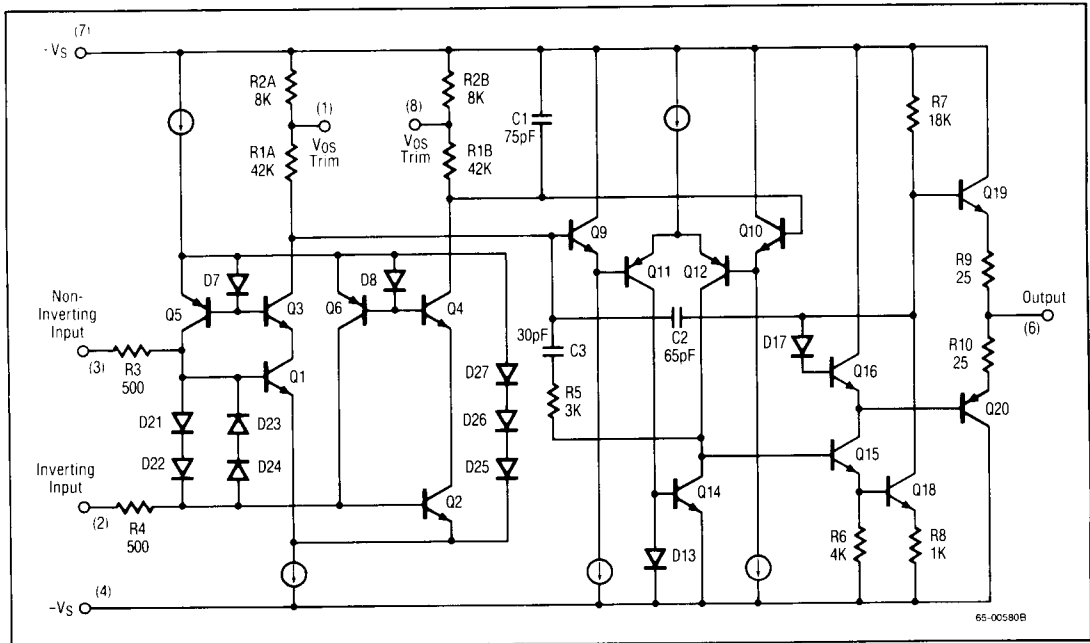 (7)
-VS
R2A
8K
(1)
VOS
Trim
R1A
42K
R2B
8K
(8)
VOS
Trim
R1B
42K
C1
75pF
R7
18K
Q19
Q9
Q10
Q11
Q12
D7
D8
Q5
Q3
Q6
Q4
R9
25
Output
(6)
Non-
Inverting
Input
(3)
R3
500
Q1
30pF
C3
C2
65pF
D17
Q16
R10
25
Q20
D27
D26
D25
R5
3K
D21
D23
D22
D24
Q15
Inverting
Input
(2)
R4
500
Q2
Q14
Q18
D13
R6
4K
R8
1K
-VS
(4)
65-00580B